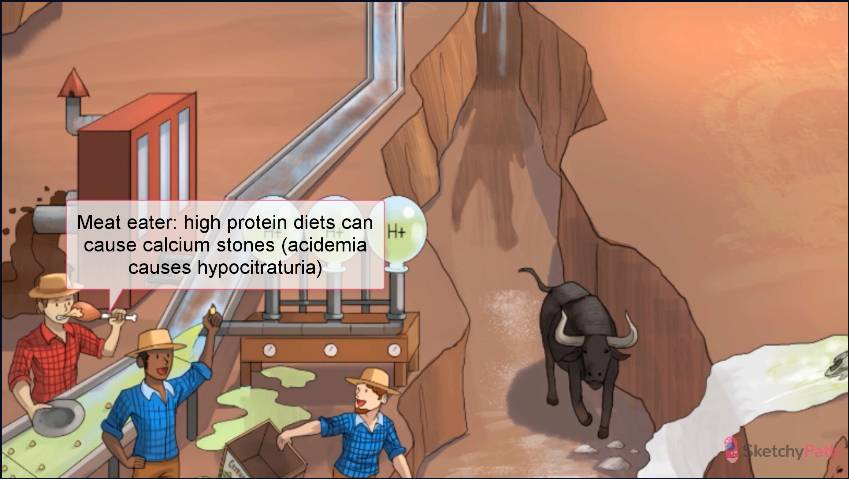 Meat eater: high protein diets can
cause calcium stones (acidemia
causes hypocitraturia)
H+
SketchyPath